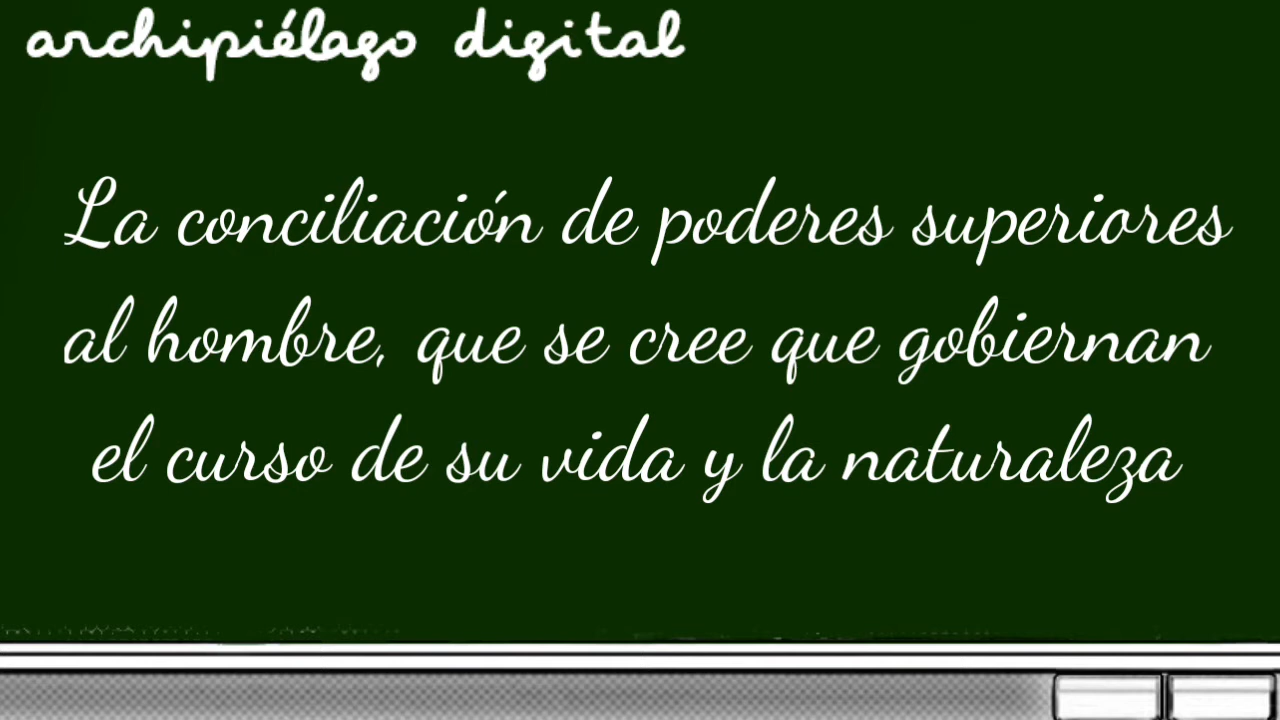 archipiélago digital
La conciliación de poderes superiores
al hombre, que se cree que gobiernan
el curso de su vida y la naturaleza